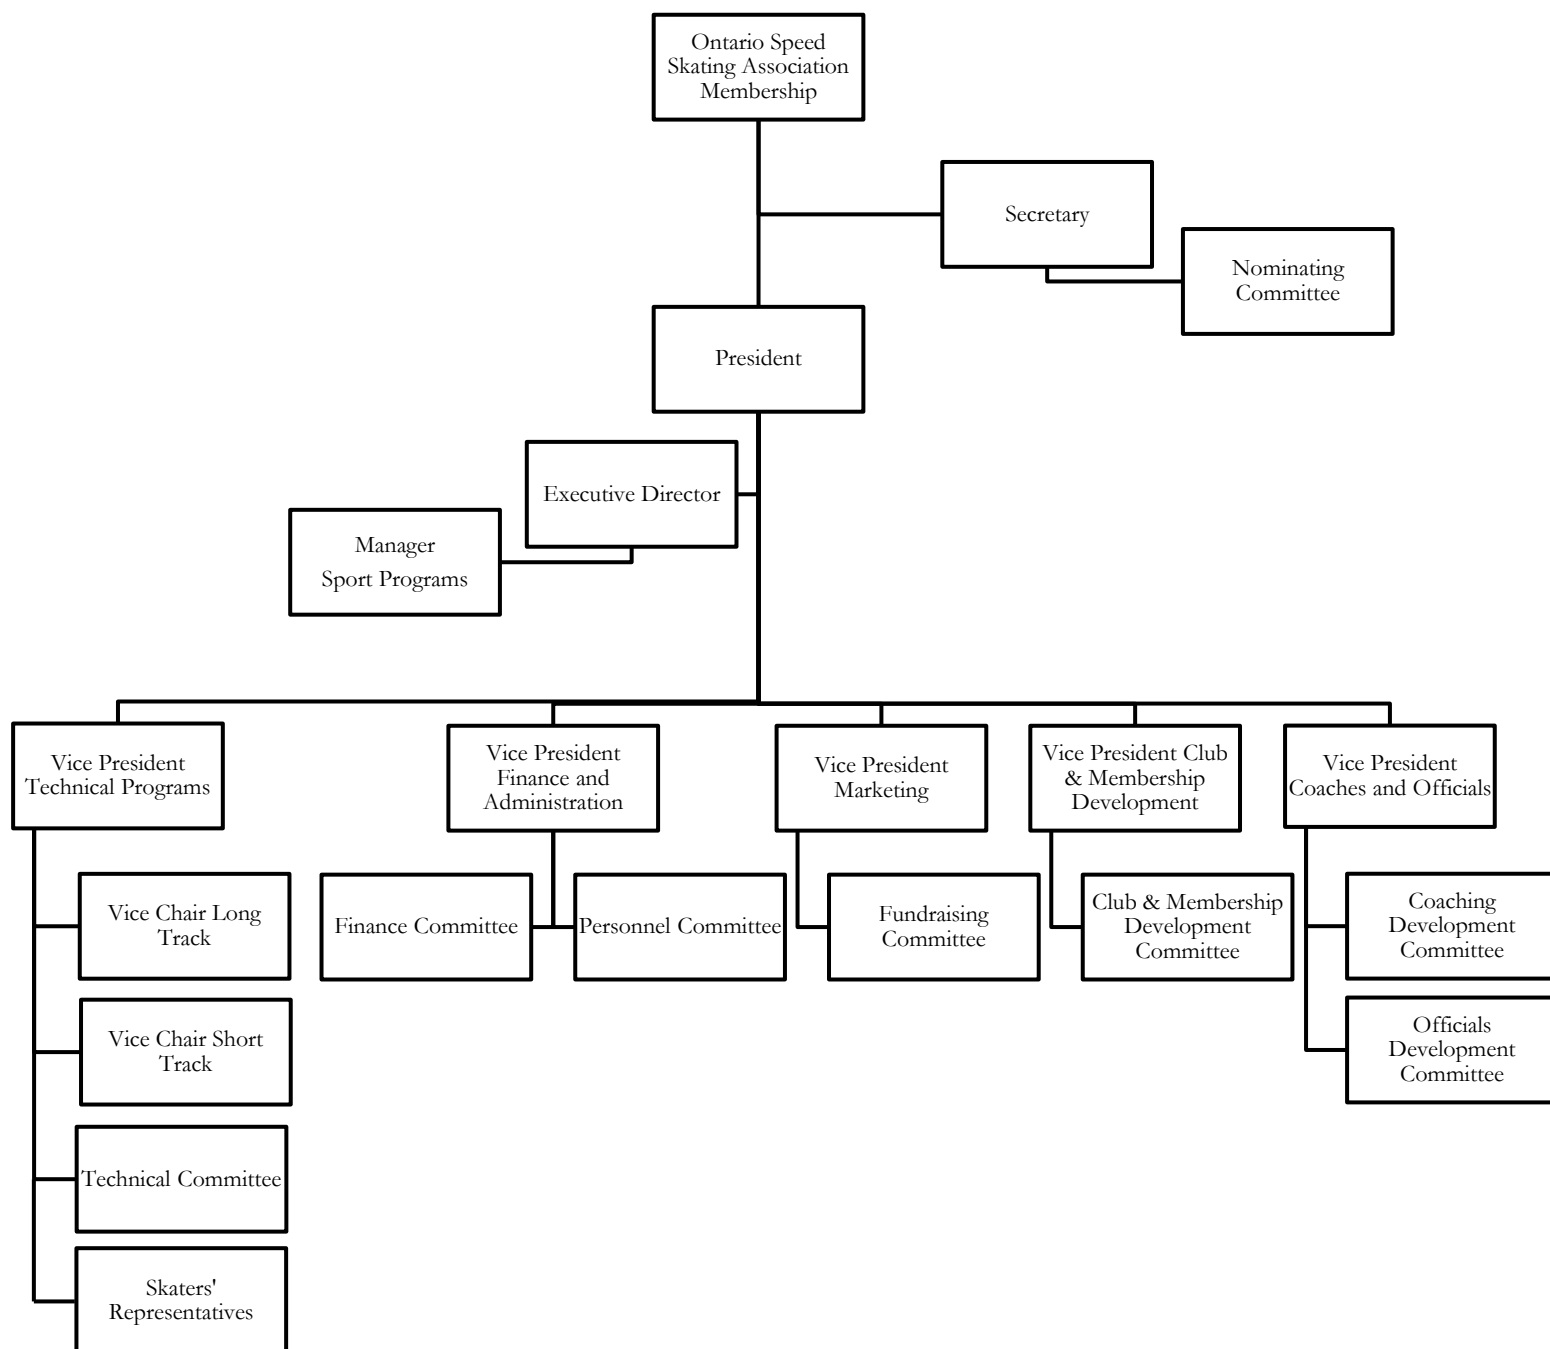 Ontario Speed
Skating Association
Membership
Secretary
Nominating
Committee
President
Executive Director
Manager
Sport Programs
Vice President
Technical Programs
Vice President
Finance and
Administration
Vice President
Marketing
Vice President Club
& Membership
Development
Vice President
Coaches and Officials
Vice Chair Long
Track
Vice Chair Short
Track
Technical Committee
Skaters'
Representatives
Finance Committee
Personnel Committee
Fundraising
Committee
Club & Membership
Development
Committee
Coaching
Development
Committee
Officials
Development
Committee